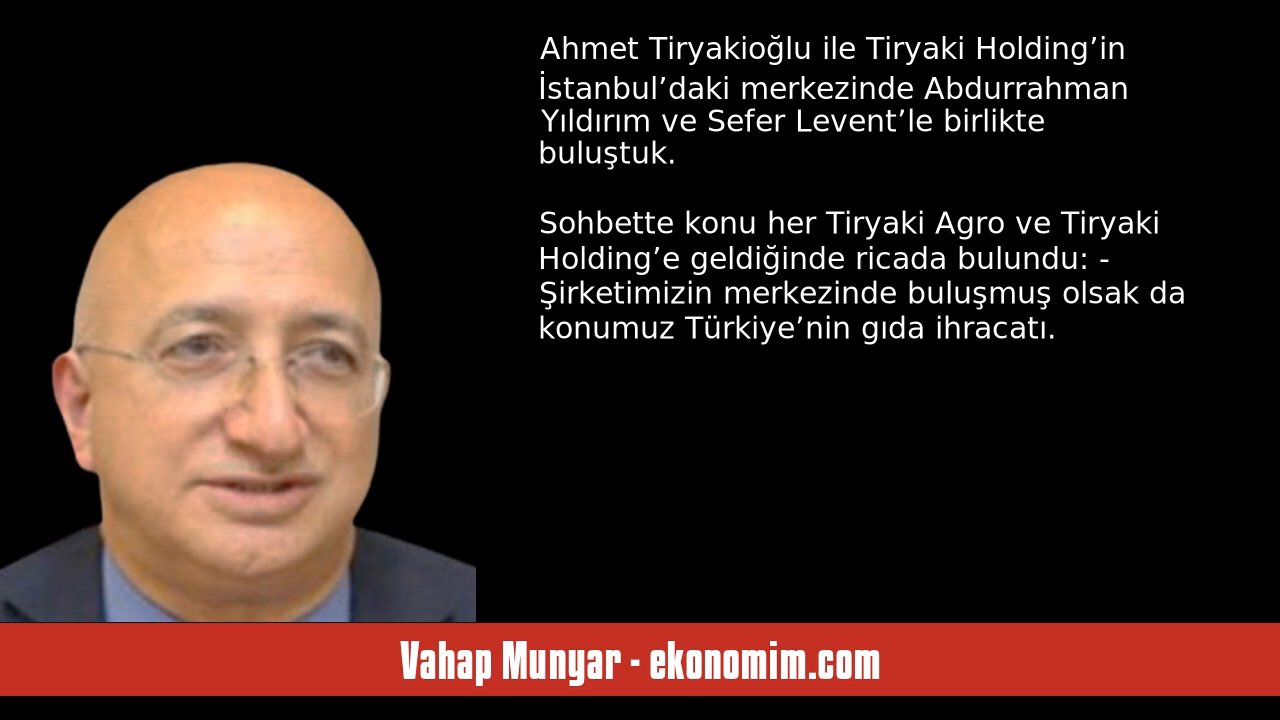 Ahmet Tiryakioğlu ile Tiryaki Holding’in
İstanbul’daki merkezinde Abdurrahman
Yıldırım ve Sefer Levent’le birlikte
buluştuk.
Sohbette konu her Tiryaki Agro ve Tiryaki
Holding’e geldiğinde ricada bulundu: -
Şirketimizin merkezinde buluşmuş olsak da
konumuz Türkiye’nin gıda ihracatı.
Vahap Munyar - ekonomim.com